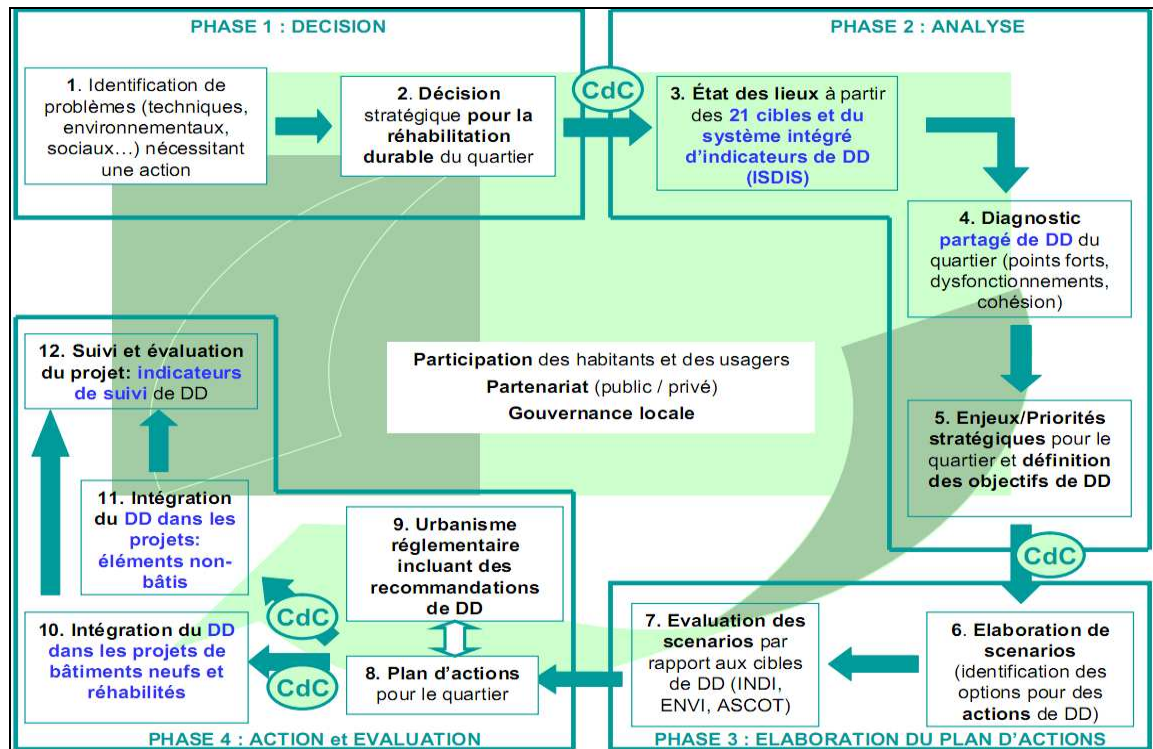 PHASE 1 : DECISION
1. Identification de
problèmes (techniques,
environnementaux,
sociaux…) nécessitant
une action
2. Décision
stratégique pour la
réhabilitation
durable du quartier
CdC
PHASE 2 : ANALYSE
3. État des lieux à partir
des 21 cibles et du
système intégré
d’indicateurs de DD
(ISDIS)
4. Diagnostic
partagé de DD du
quartier (points forts,
dysfonctionnements,
cohésion)
5. Enjeux/Priorités
stratégiques pour le
quartier et définition
des objectifs de DD
CdC
Participation des habitants et des usagers
Partenariat (public / privé)
Gouvernance locale
6. Elaboration de
scenarios
(identification des
options pour des
actions de DD)
7. Evaluation des
scenarios par
rapport aux cibles
de DD (INDI,
ENVI, ASCOT)
PHASE 3 : ELABORATION DU PLAN D’ACTIONS
8. Plan d’actions
pour le quartier
9. Urbanisme
réglementaire
incluant des
recommandations
de DD
CdC
CdC
10. Intégration du DD
dans les projets de
bâtiments neufs et
réhabilités
11. Intégration
du DD dans les
projets:
éléments non-
bâtis
12. Suivi et évaluation
du projet: indicateurs
de suivi de DD
PHASE 4 : ACTION et EVALUATION